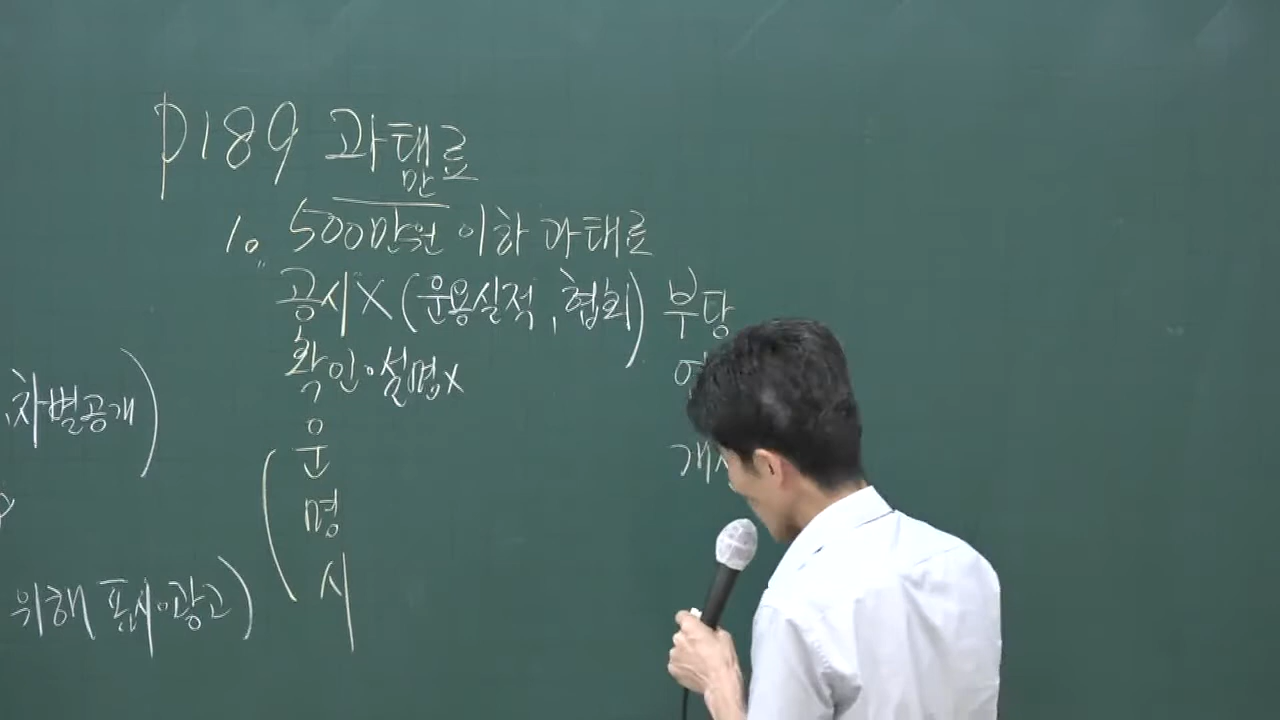 P189 과태료
만
1. 500만원 이하 과태료
공시X (운용실적, 협회) 부당
확인·설명x
차별공개)
운
개
명
시
위해 표시·광고)